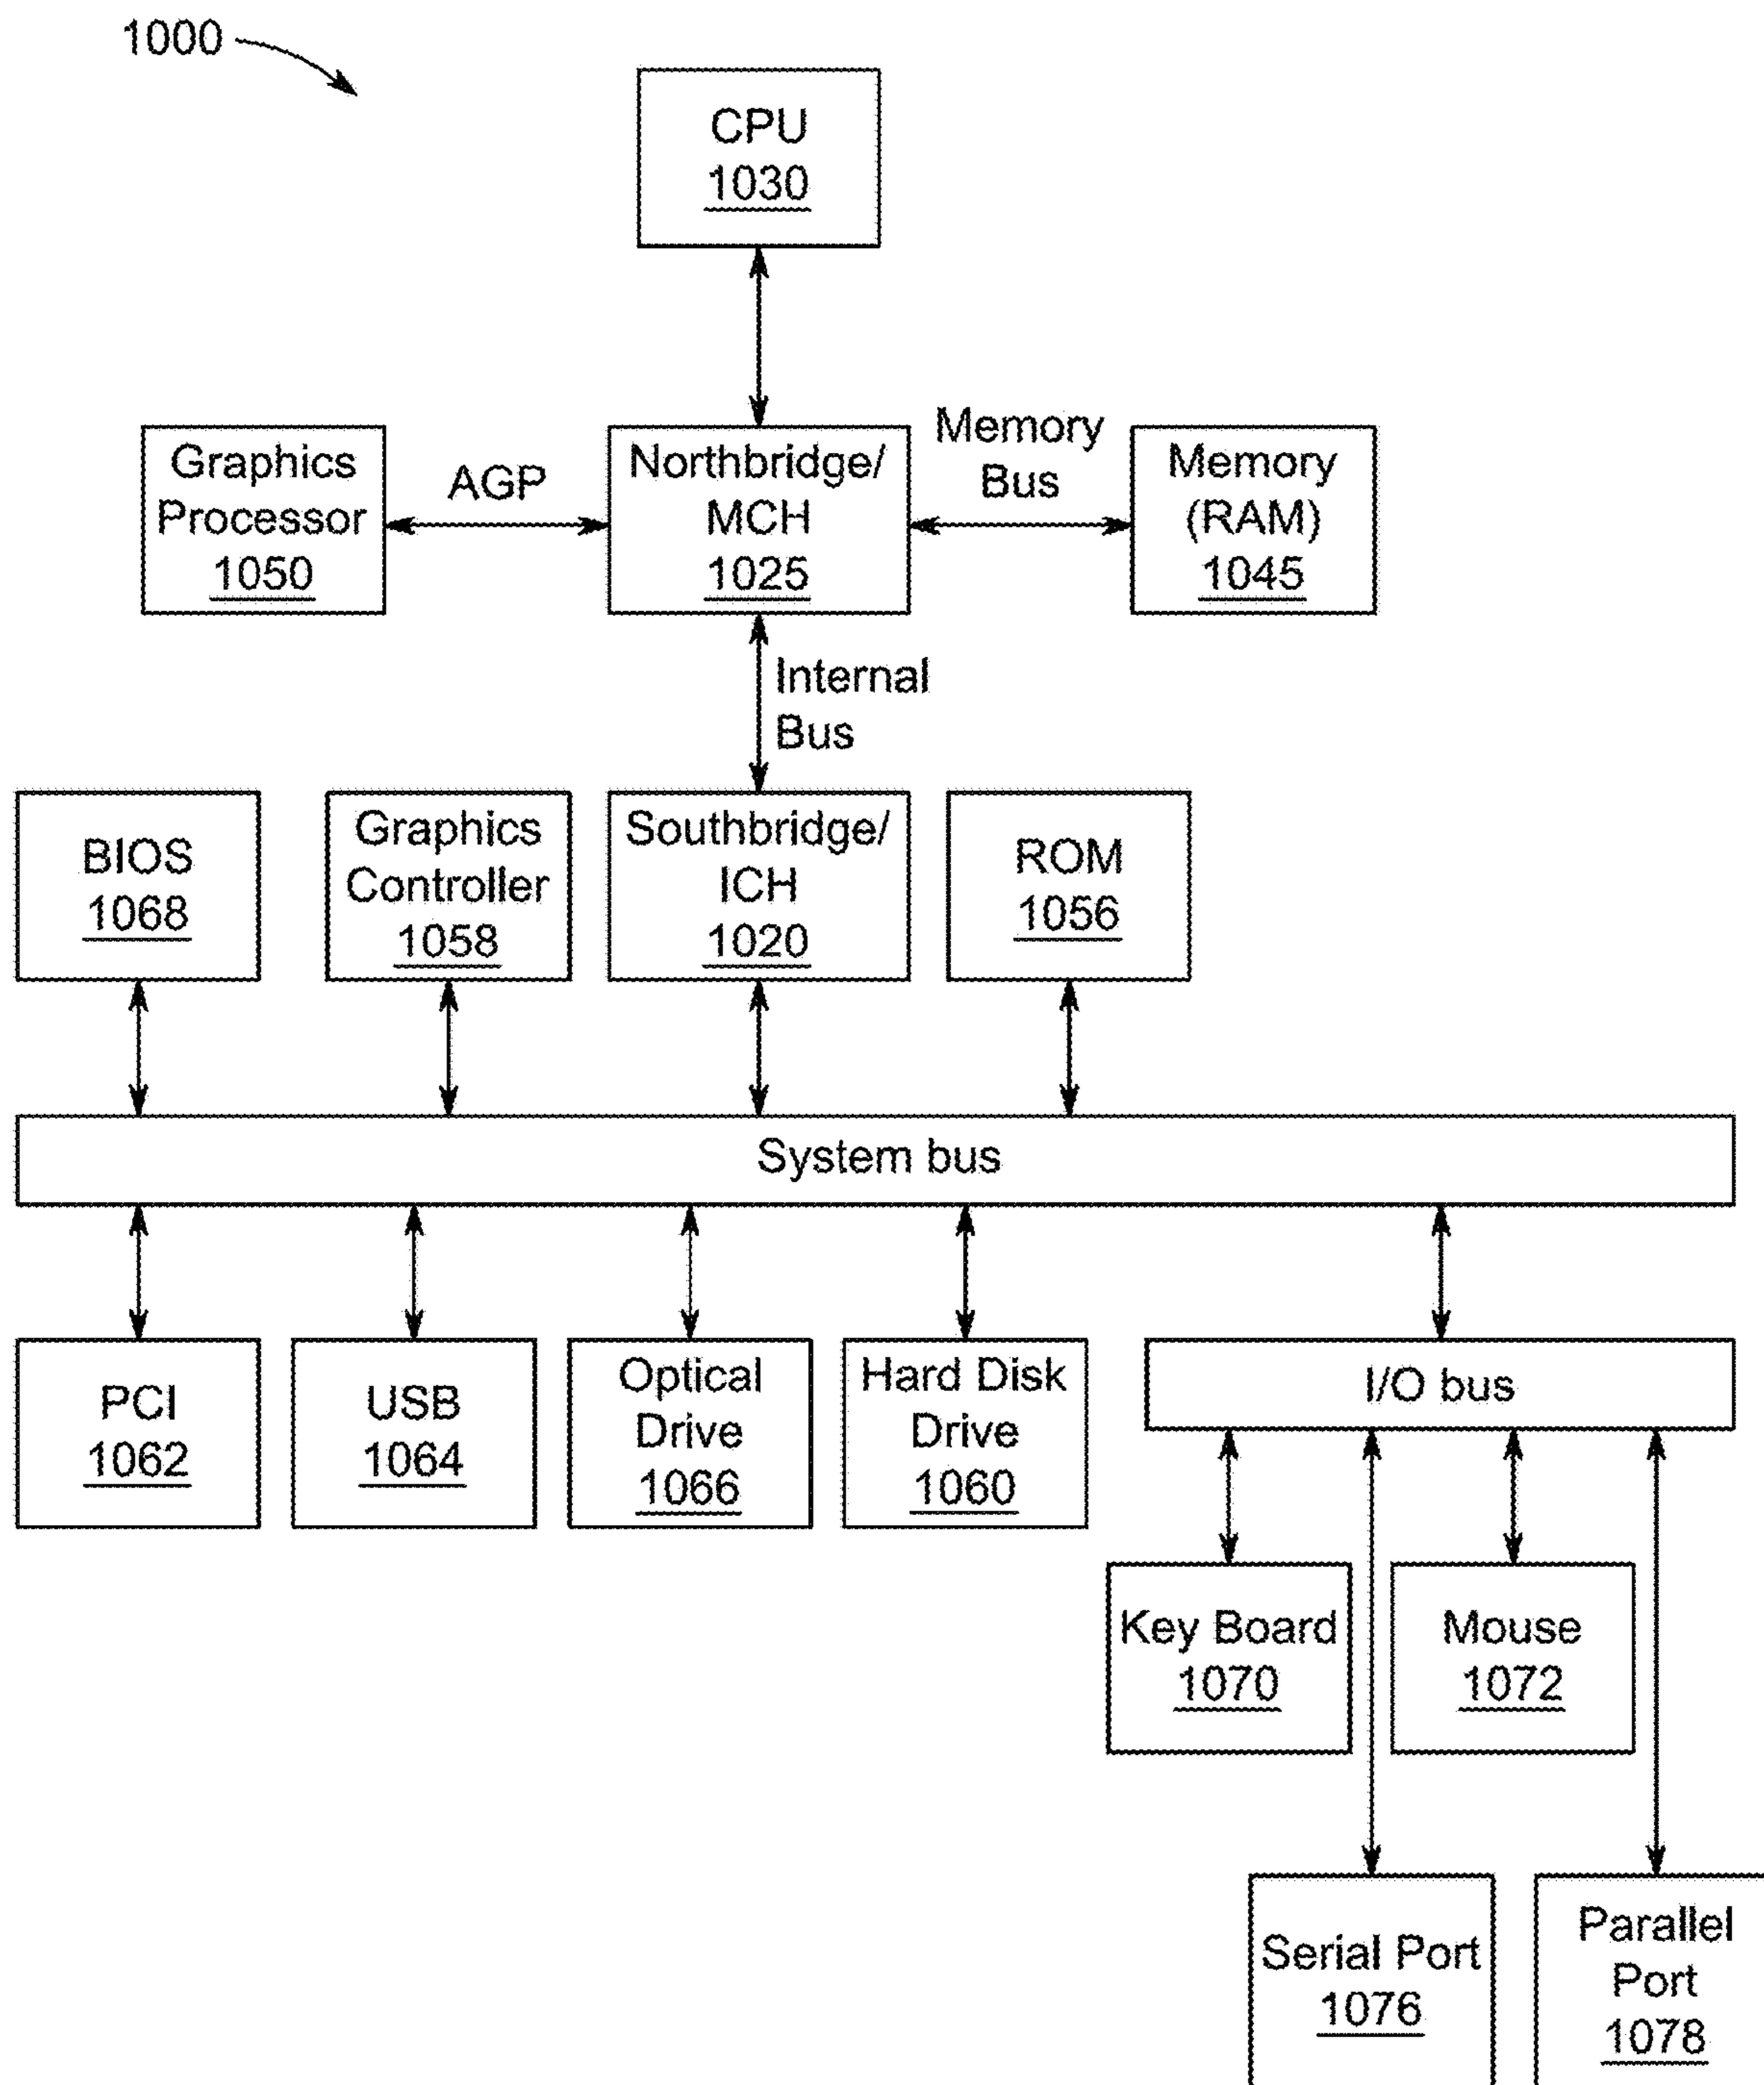 1000
CPU
1030
Graphics
Processor
1050
AGP
Northbridge/
MCH
1025
Memory
Bus
Memory
(RAM)
1045
Internal
Bus
BIOS
1068
Graphics
Controller
1058
Southbridge/
ICH
1020
ROM
1056
System bus
PCI
1062
USB
1064
Optical
Drive
1066
Hard Disk
Drive
1060
I/O bus
Key Board
1070
Mouse
1072
Serial Port
1076
Parallel
Port
1078